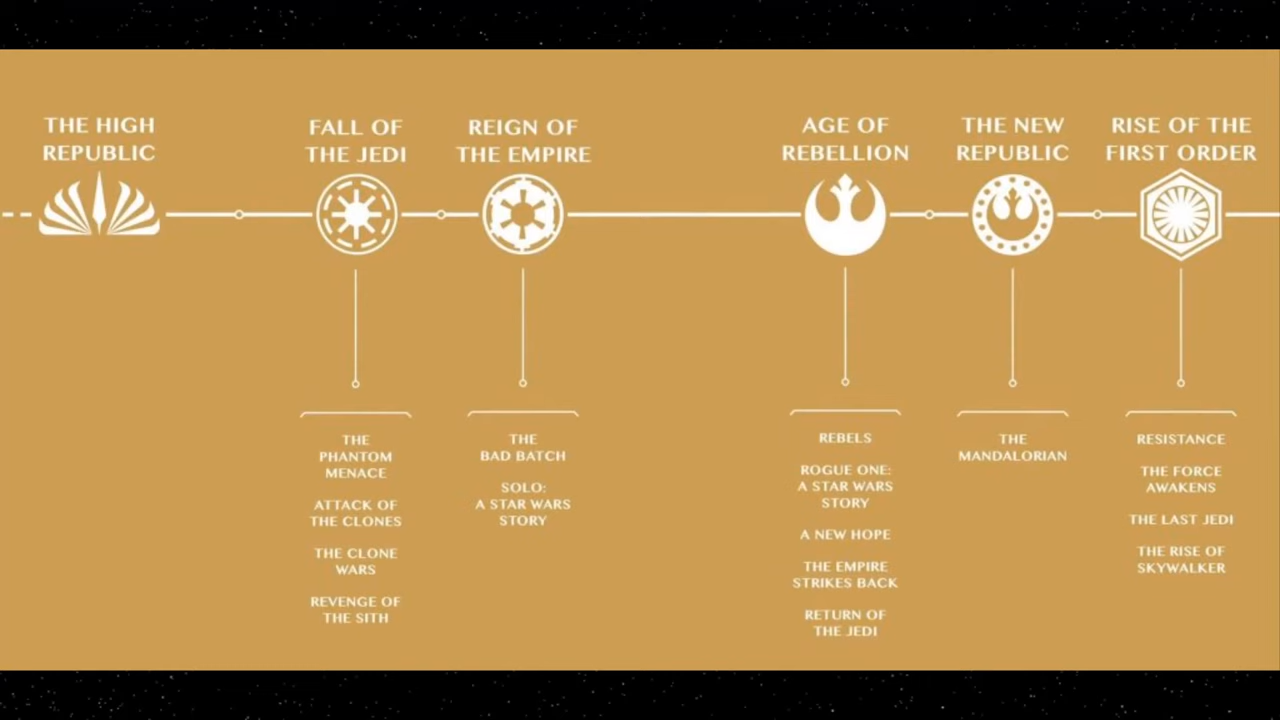 THE HIGH
REPUBLIC
FALL OF
THE JEDI
REIGN OF
THE EMPIRE
AGE OF
REBELLION
THE NEW
REPUBLIC
RISE OF THE
FIRST ORDER
THE
PHANTOM
MENACE
ATTACK OF
THE CLONES
THE CLONE
WARS
REVENGE OF
THE SITH
THE
BAD BATCH
SOLO:
A STAR WARS
STORY
REBELS
ROGUE ONE:
A STAR WARS
STORY
A NEW HOPE
THE EMPIRE
STRIKES BACK
RETURN OF
THE JEDI
THE
MANDALORIAN
RESISTANCE
THE FORCE
AWAKENS
THE LAST JEDI
THE RISE OF
SKYWALKER